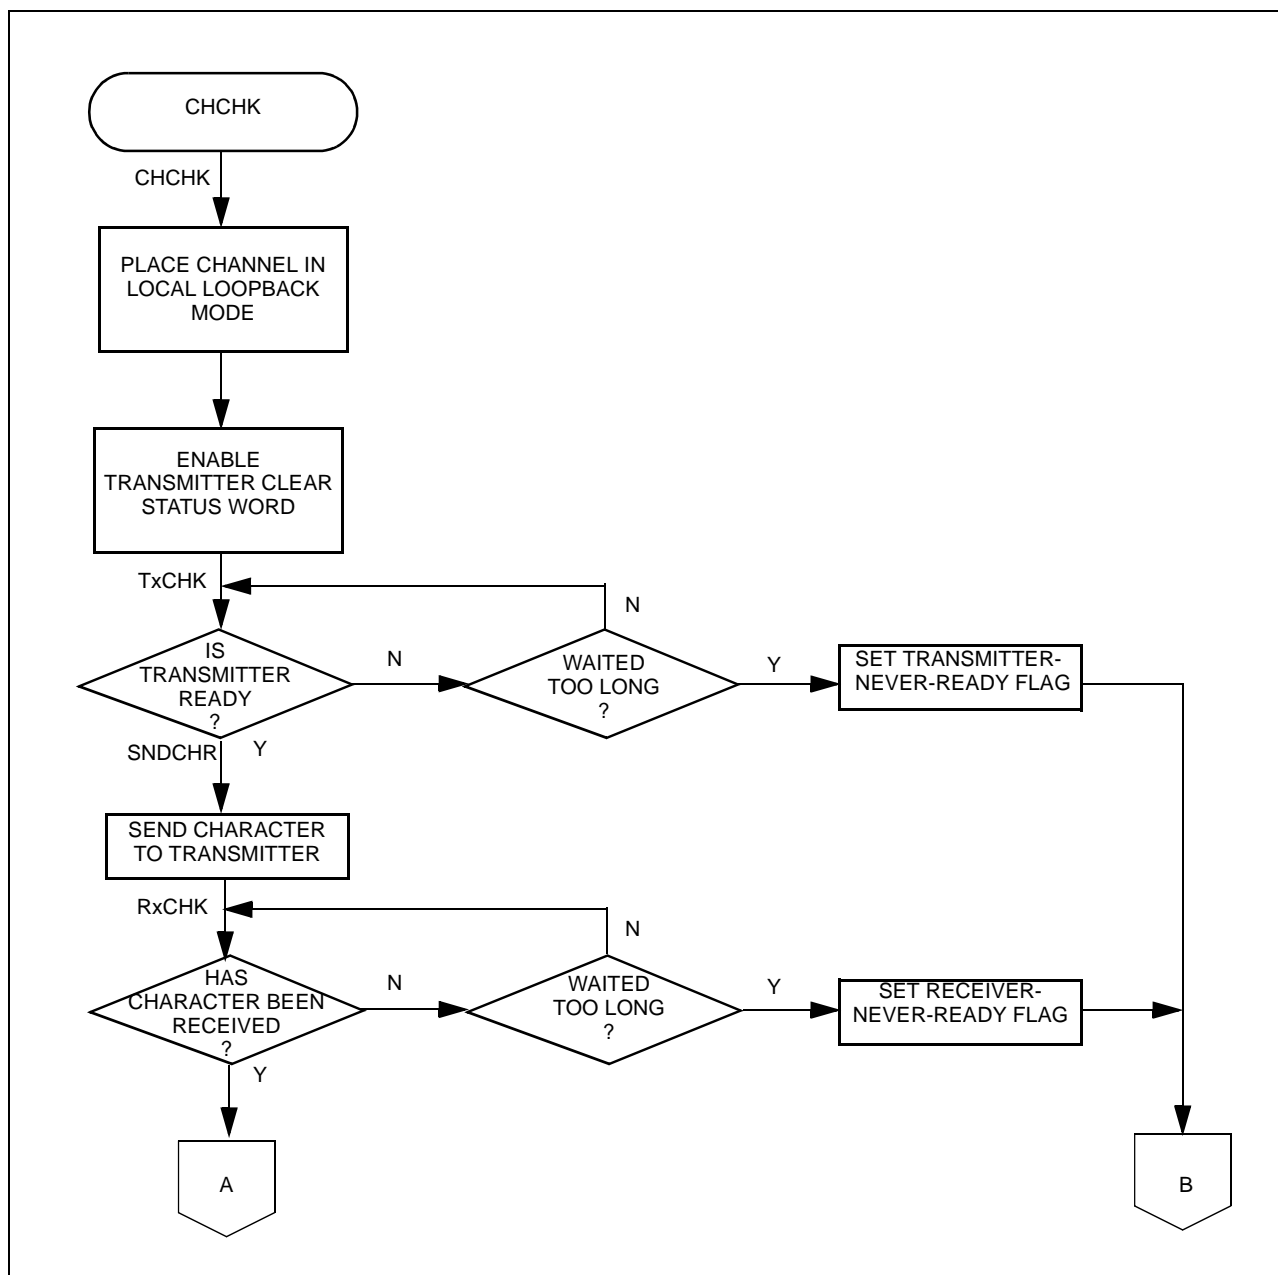 CHCHK
CHCHK
PLACE CHANNEL IN
LOCAL LOOPBACK
MODE
ENABLE
TRANSMITTER CLEAR
STATUS WORD
TxCHK
N
IS
TRANSMITTER
READY
?
N
WAITED
TOO LONG
?
Y
SET TRANSMITTER-
NEVER-READY FLAG
SNDCHR
Y
SEND CHARACTER
TO TRANSMITTER
RxCHK
N
HAS
CHARACTER BEEN
RECEIVED
?
N
WAITED
TOO LONG
?
Y
SET RECEIVER-
NEVER-READY FLAG
Y
A
B